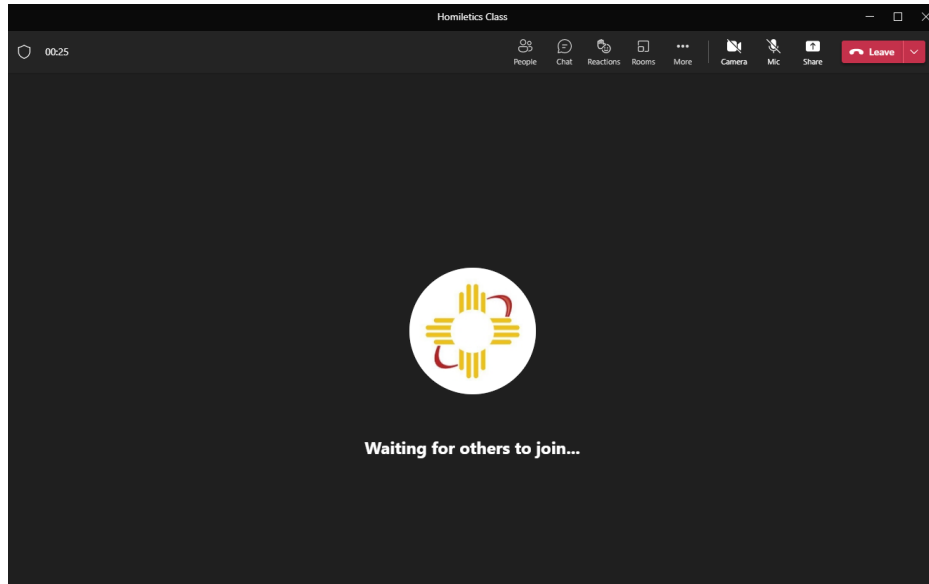 Homiletics Class
00:25
People Chat Reactions Rooms More Camera Mic Share Leave
Waiting for others to join...